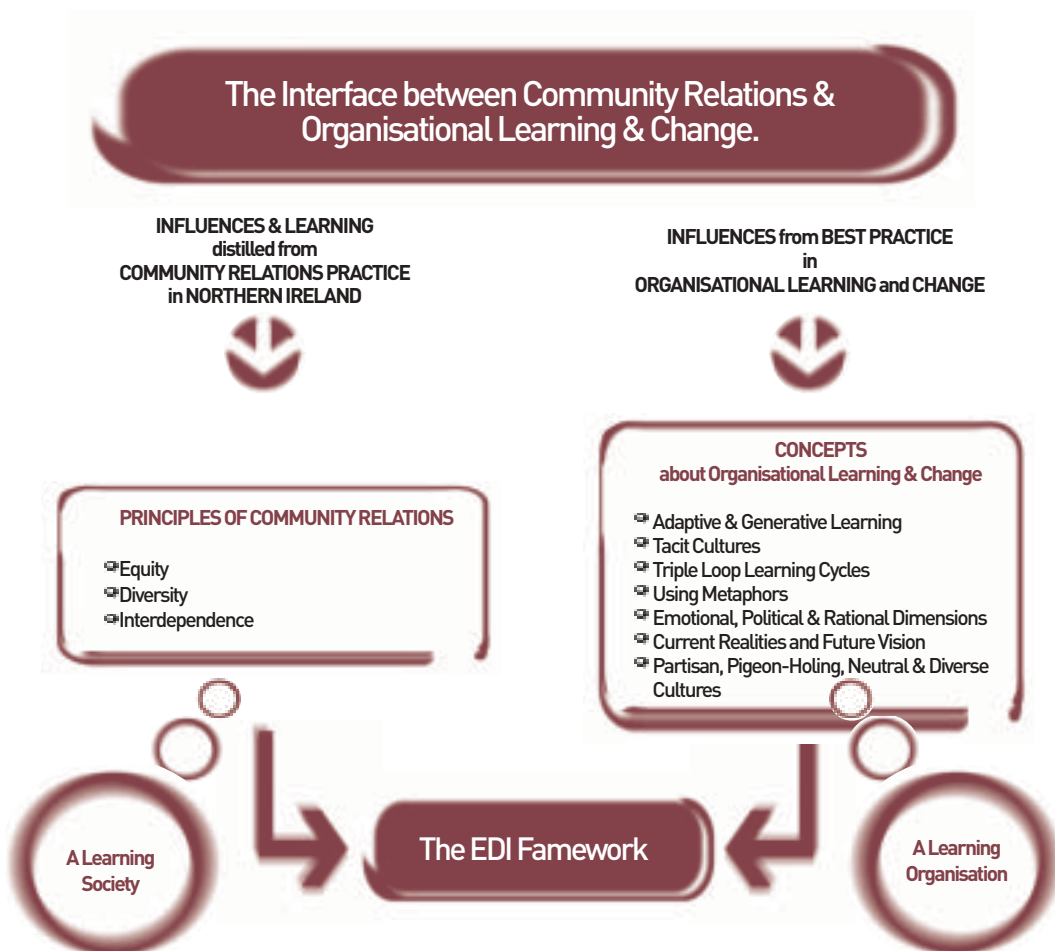 The Interface between Community Relations &
Organisational Learning & Change.
INFLUENCES & LEARNING
distilled from
COMMUNITY RELATIONS PRACTICE
in NORTHERN IRELAND
INFLUENCES from BEST PRACTICE
in
ORGANISATIONAL LEARNING and CHANGE
PRINCIPLES OF COMMUNITY RELATIONS
Equity
Diversity
Interdependence
CONCEPTS
about Organisational Learning & Change
Adaptive & Generative Learning
Tacit Cultures
Triple Loop Learning Cycles
Using Metaphors
Emotional, Political & Rational Dimensions
Current Realities and Future Vision
Partisan, Pigeon-Holing, Neutral & Diverse
Cultures
A Learning
Society
The EDI Famework
A Learning
Organisation